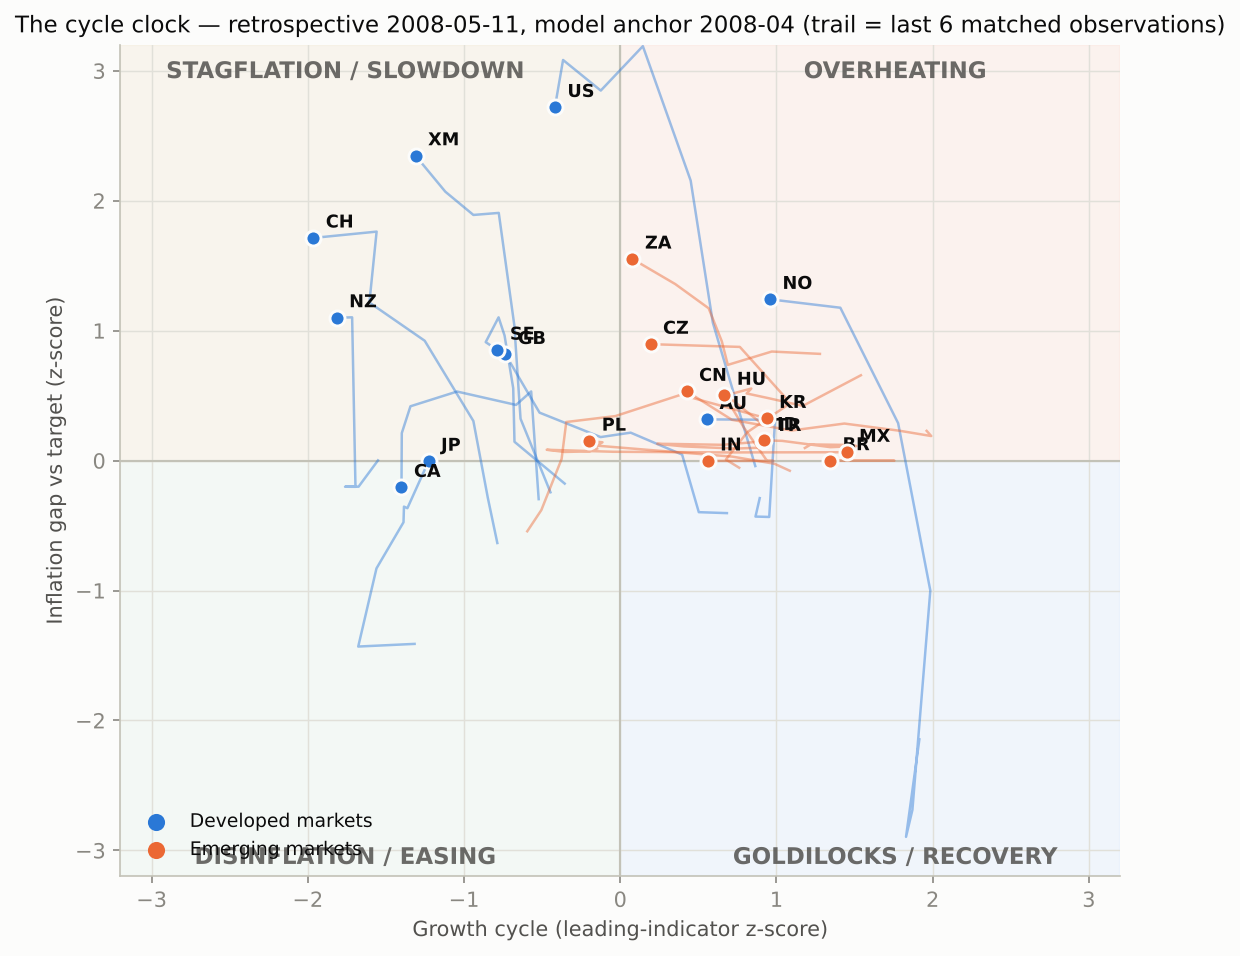 The cycle clock — retrospective 2008-05-11, model anchor 2008-04 (trail = last 6 matched observations)
STAGFLATION / SLOWDOWN
OVERHEATING
US
XM
CH
ZA
NO
NZ
CZ
SE
GB
CN
HU
AU
KR
TR
PL
MX
BR
JP
IN
CA
3
2
1
0
−1
−2
−3
Inflation gap vs target (z-score)
Developed markets
Emerging markets
DISINFLATION / EASING
GOLDILOCKS / RECOVERY
−3
−2
−1
0
1
2
3
Growth cycle (leading-indicator z-score)